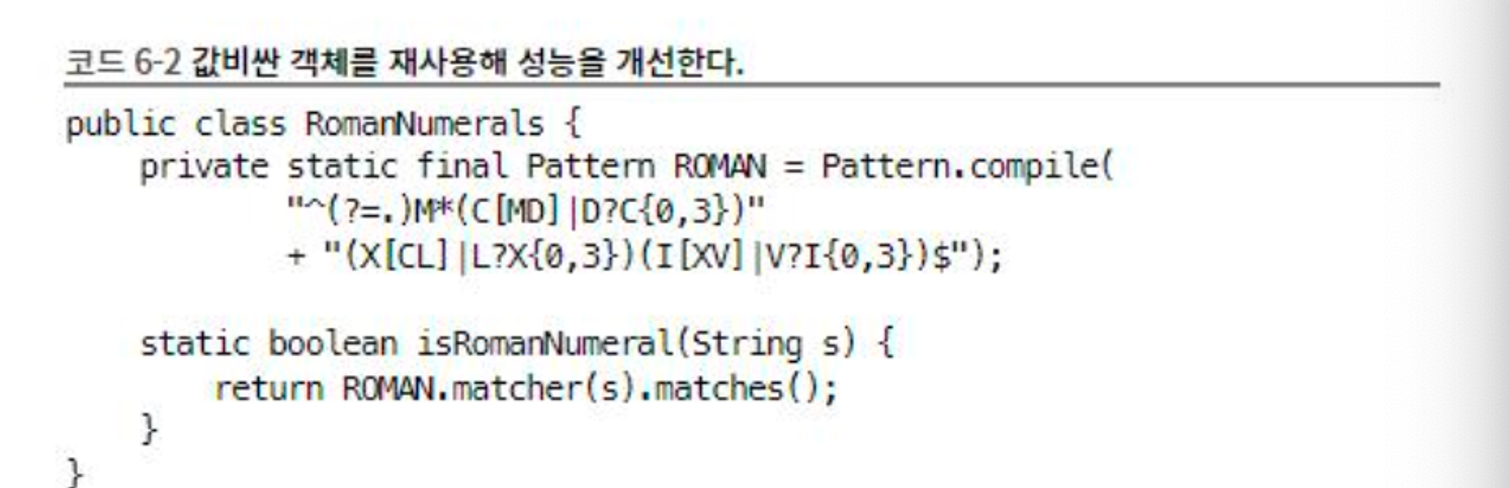 코드 6-2 값비싼 객체를 재사용해 성능을 개선한다.
public class RomanNumerals {
    private static final Pattern ROMAN = Pattern.compile(
            "^(?=.)M*(C[MD]|D?C{0,3})"
            + "(X[CL]|L?X{0,3})(I[XV]|V?I{0,3})$");

    static boolean isRomanNumeral(String s) {
        return ROMAN.matcher(s).matches();
    }
}